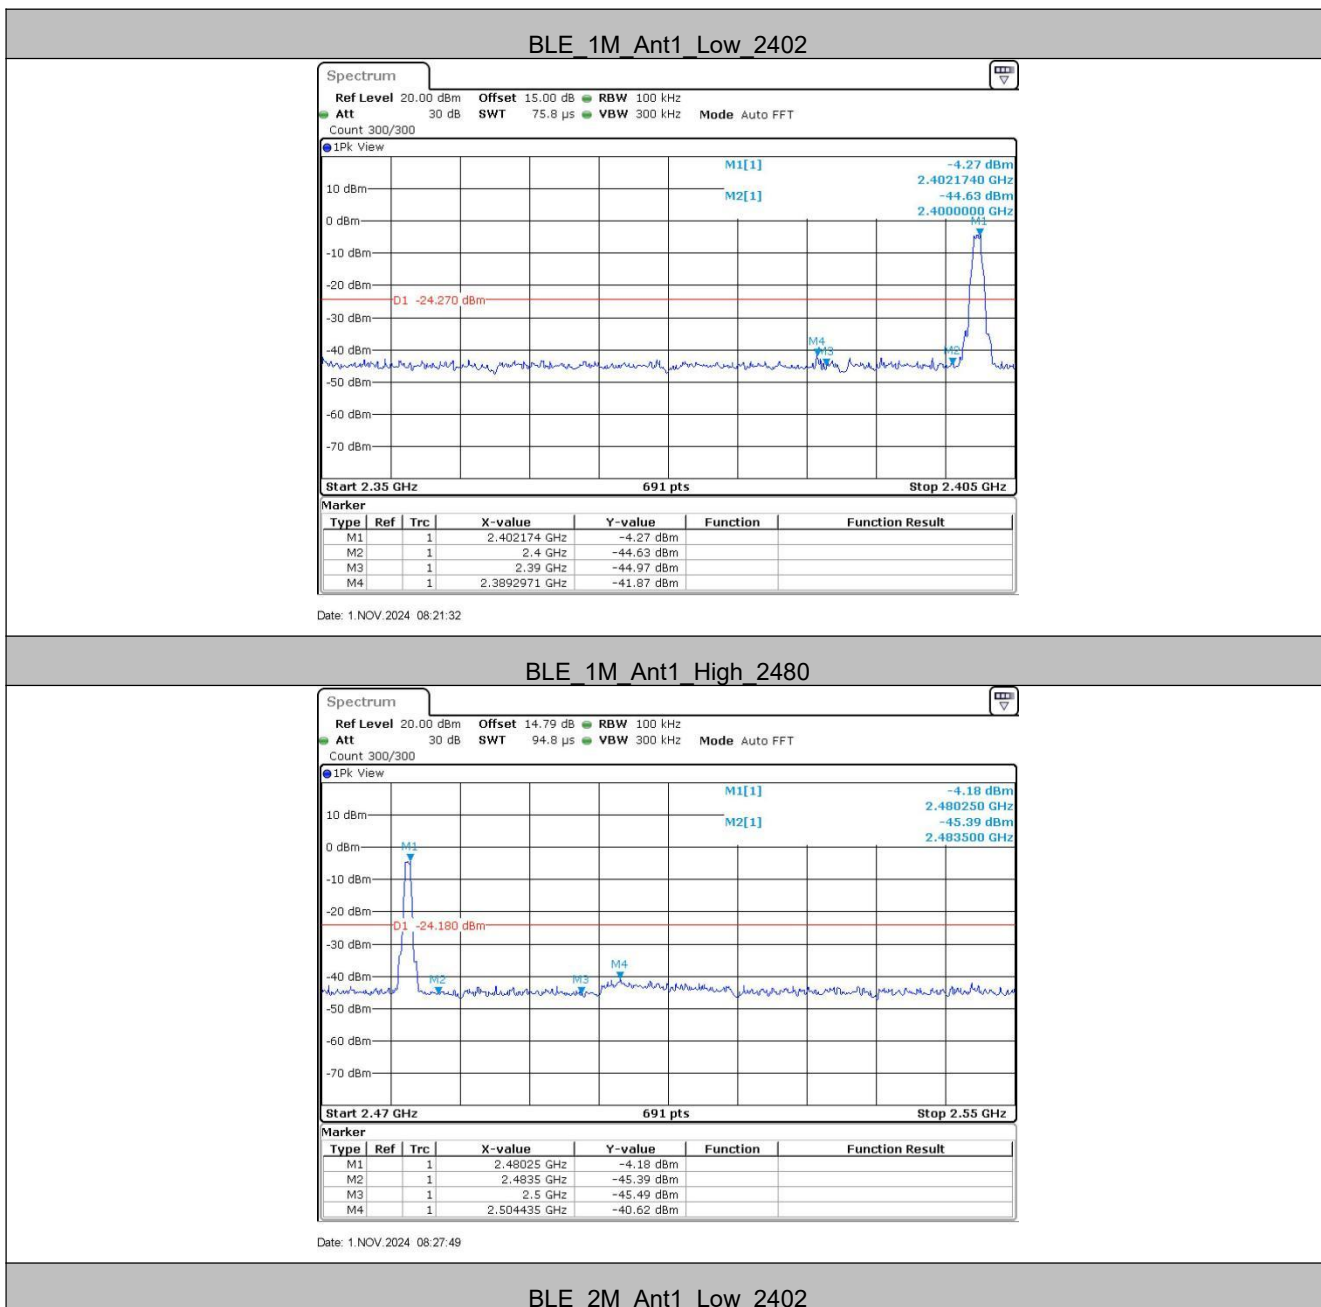 BLE_1M_Ant1_Low_2402
Spectrum
Ref Level 20.00 dBm Offset 15.00 dB RBW 100 kHz
Att 30 dB SWT 75.8 µs VBW 300 kHz Mode Auto FFT
Count 300/300
1Pk View
M1[1] -4.27 dBm
2.4021740 GHz
10 dBm
M2[1] -44.63 dBm
2.4000000 GHz
0 dBm
M1
-10 dBm
-20 dBm
D1 -24.270 dBm
-30 dBm
M4
-40 dBm
M3 M2
-50 dBm
-60 dBm
-70 dBm
Start 2.35 GHz 691 pts Stop 2.405 GHz
Marker
Type Ref Trc X-value Y-value Function Function Result
M1 1 2.402174 GHz -4.27 dBm
M2 1 2.4 GHz -44.63 dBm
M3 1 2.39 GHz -44.97 dBm
M4 1 2.3892971 GHz -41.87 dBm
Date: 1.NOV.2024 08:21:32
BLE_1M_Ant1_High_2480
Spectrum
Ref Level 20.00 dBm Offset 14.79 dB RBW 100 kHz
Att 30 dB SWT 94.8 µs VBW 300 kHz Mode Auto FFT
Count 300/300
1Pk View
M1[1] -4.18 dBm
2.480250 GHz
10 dBm
M2[1] -45.39 dBm
2.483500 GHz
0 dBm
M1
-10 dBm
-20 dBm
D1 -24.180 dBm
-30 dBm
M4
-40 dBm
M2 M3
-50 dBm
-60 dBm
-70 dBm
Start 2.47 GHz 691 pts Stop 2.55 GHz
Marker
Type Ref Trc X-value Y-value Function Function Result
M1 1 2.48025 GHz -4.18 dBm
M2 1 2.4835 GHz -45.39 dBm
M3 1 2.5 GHz -45.49 dBm
M4 1 2.504435 GHz -40.62 dBm
Date: 1.NOV.2024 08:27:49
BLE_2M_Ant1_Low_2402